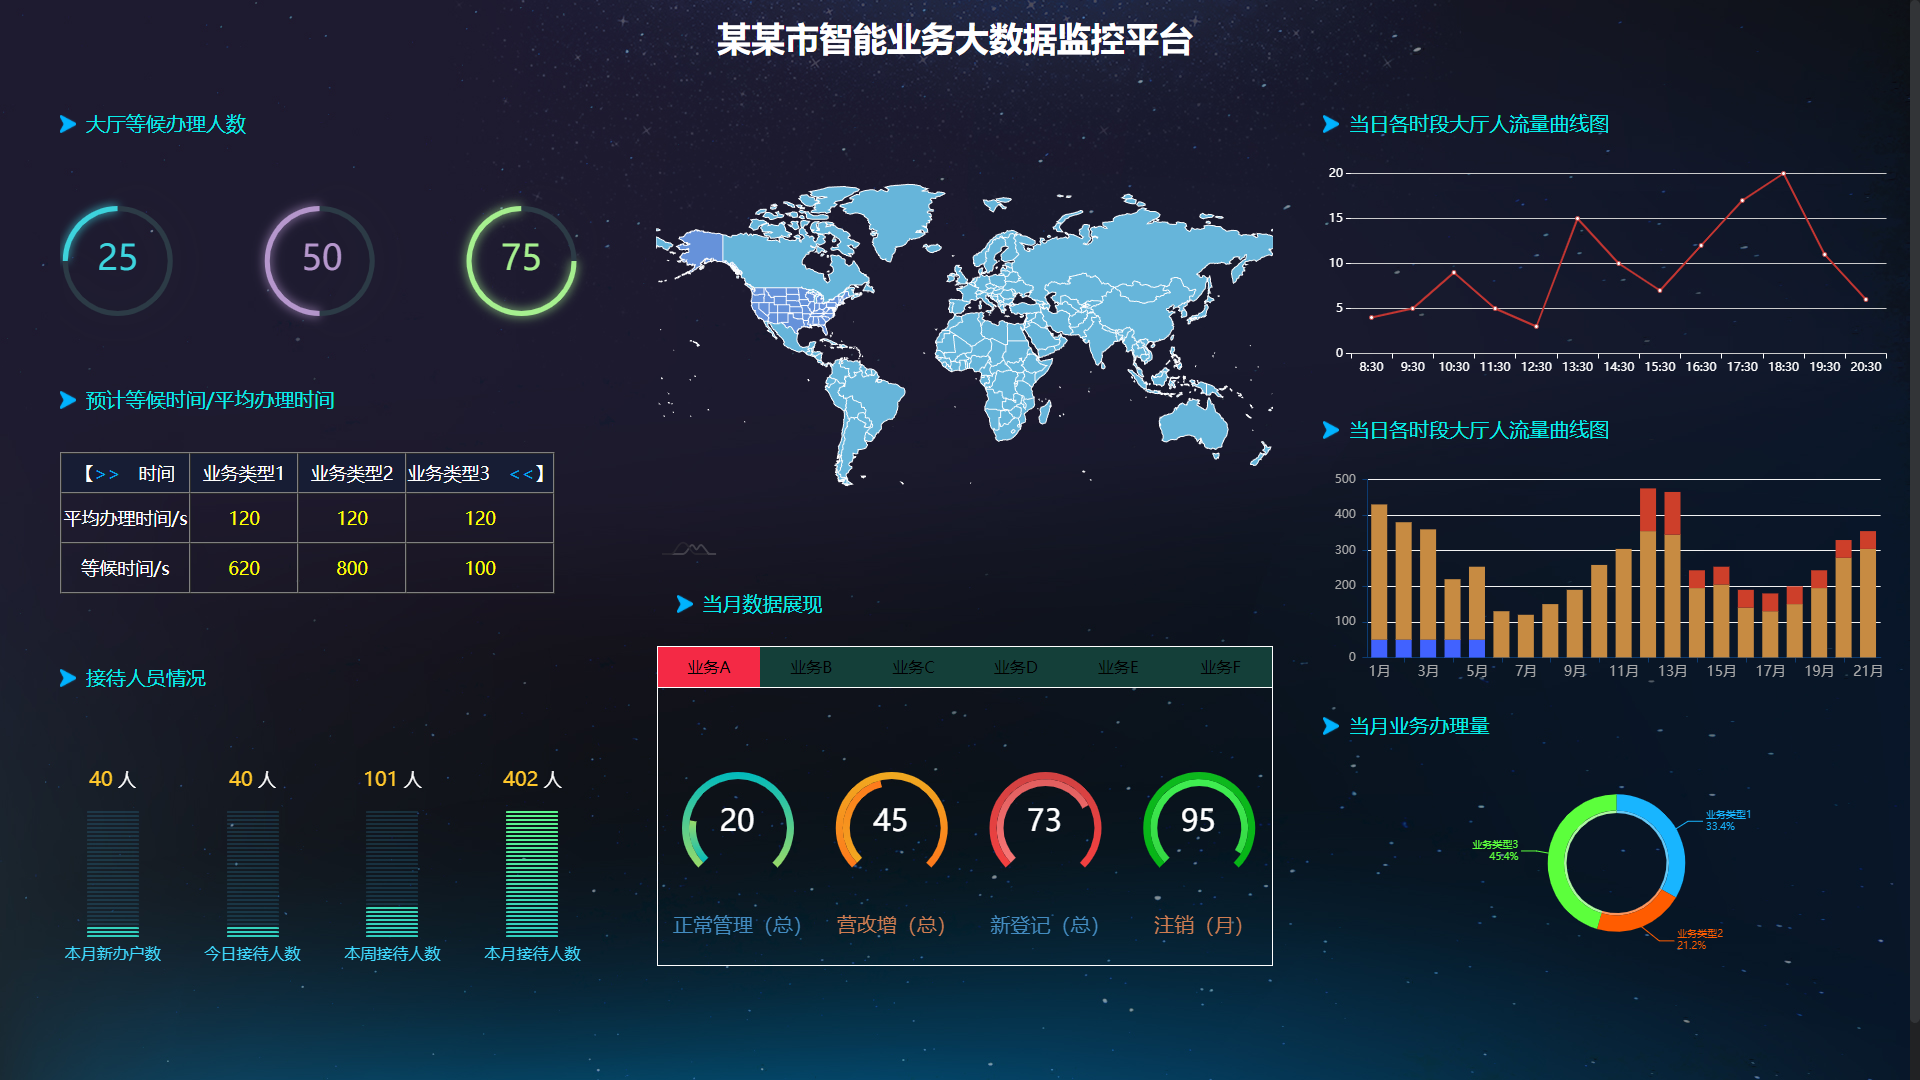 某某市智能业务大数据监控平台
大厅等候办理人数
25 50 75
预计等候时间/平均办理时间
【>> 时间 业务类型1 业务类型2 业务类型3 <<】
平均办理时间/s 120 120 120
等候时间/s 620 800 100
接待人员情况
40 人 40 人 101 人 402 人
本月新办户数 今日接待人数 本周接待人数 本月接待人数
当月数据展现
业务A 业务B 业务C 业务D 业务E 业务F
20 45 73 95
正常管理（总） 营改增（总） 新登记（总） 注销（月）
当日各时段大厅人流量曲线图
20
15
10
5
0
8:30 9:30 10:30 11:30 12:30 13:30 14:30 15:30 16:30 17:30 18:30 19:30 20:30
当日各时段大厅人流量曲线图
500
400
300
200
100
0
1月 3月 5月 7月 9月 11月 13月 15月 17月 19月 21月
当月业务办理量
业务类型1
33.4%
业务类型3
45.4%
业务类型2
21.2%